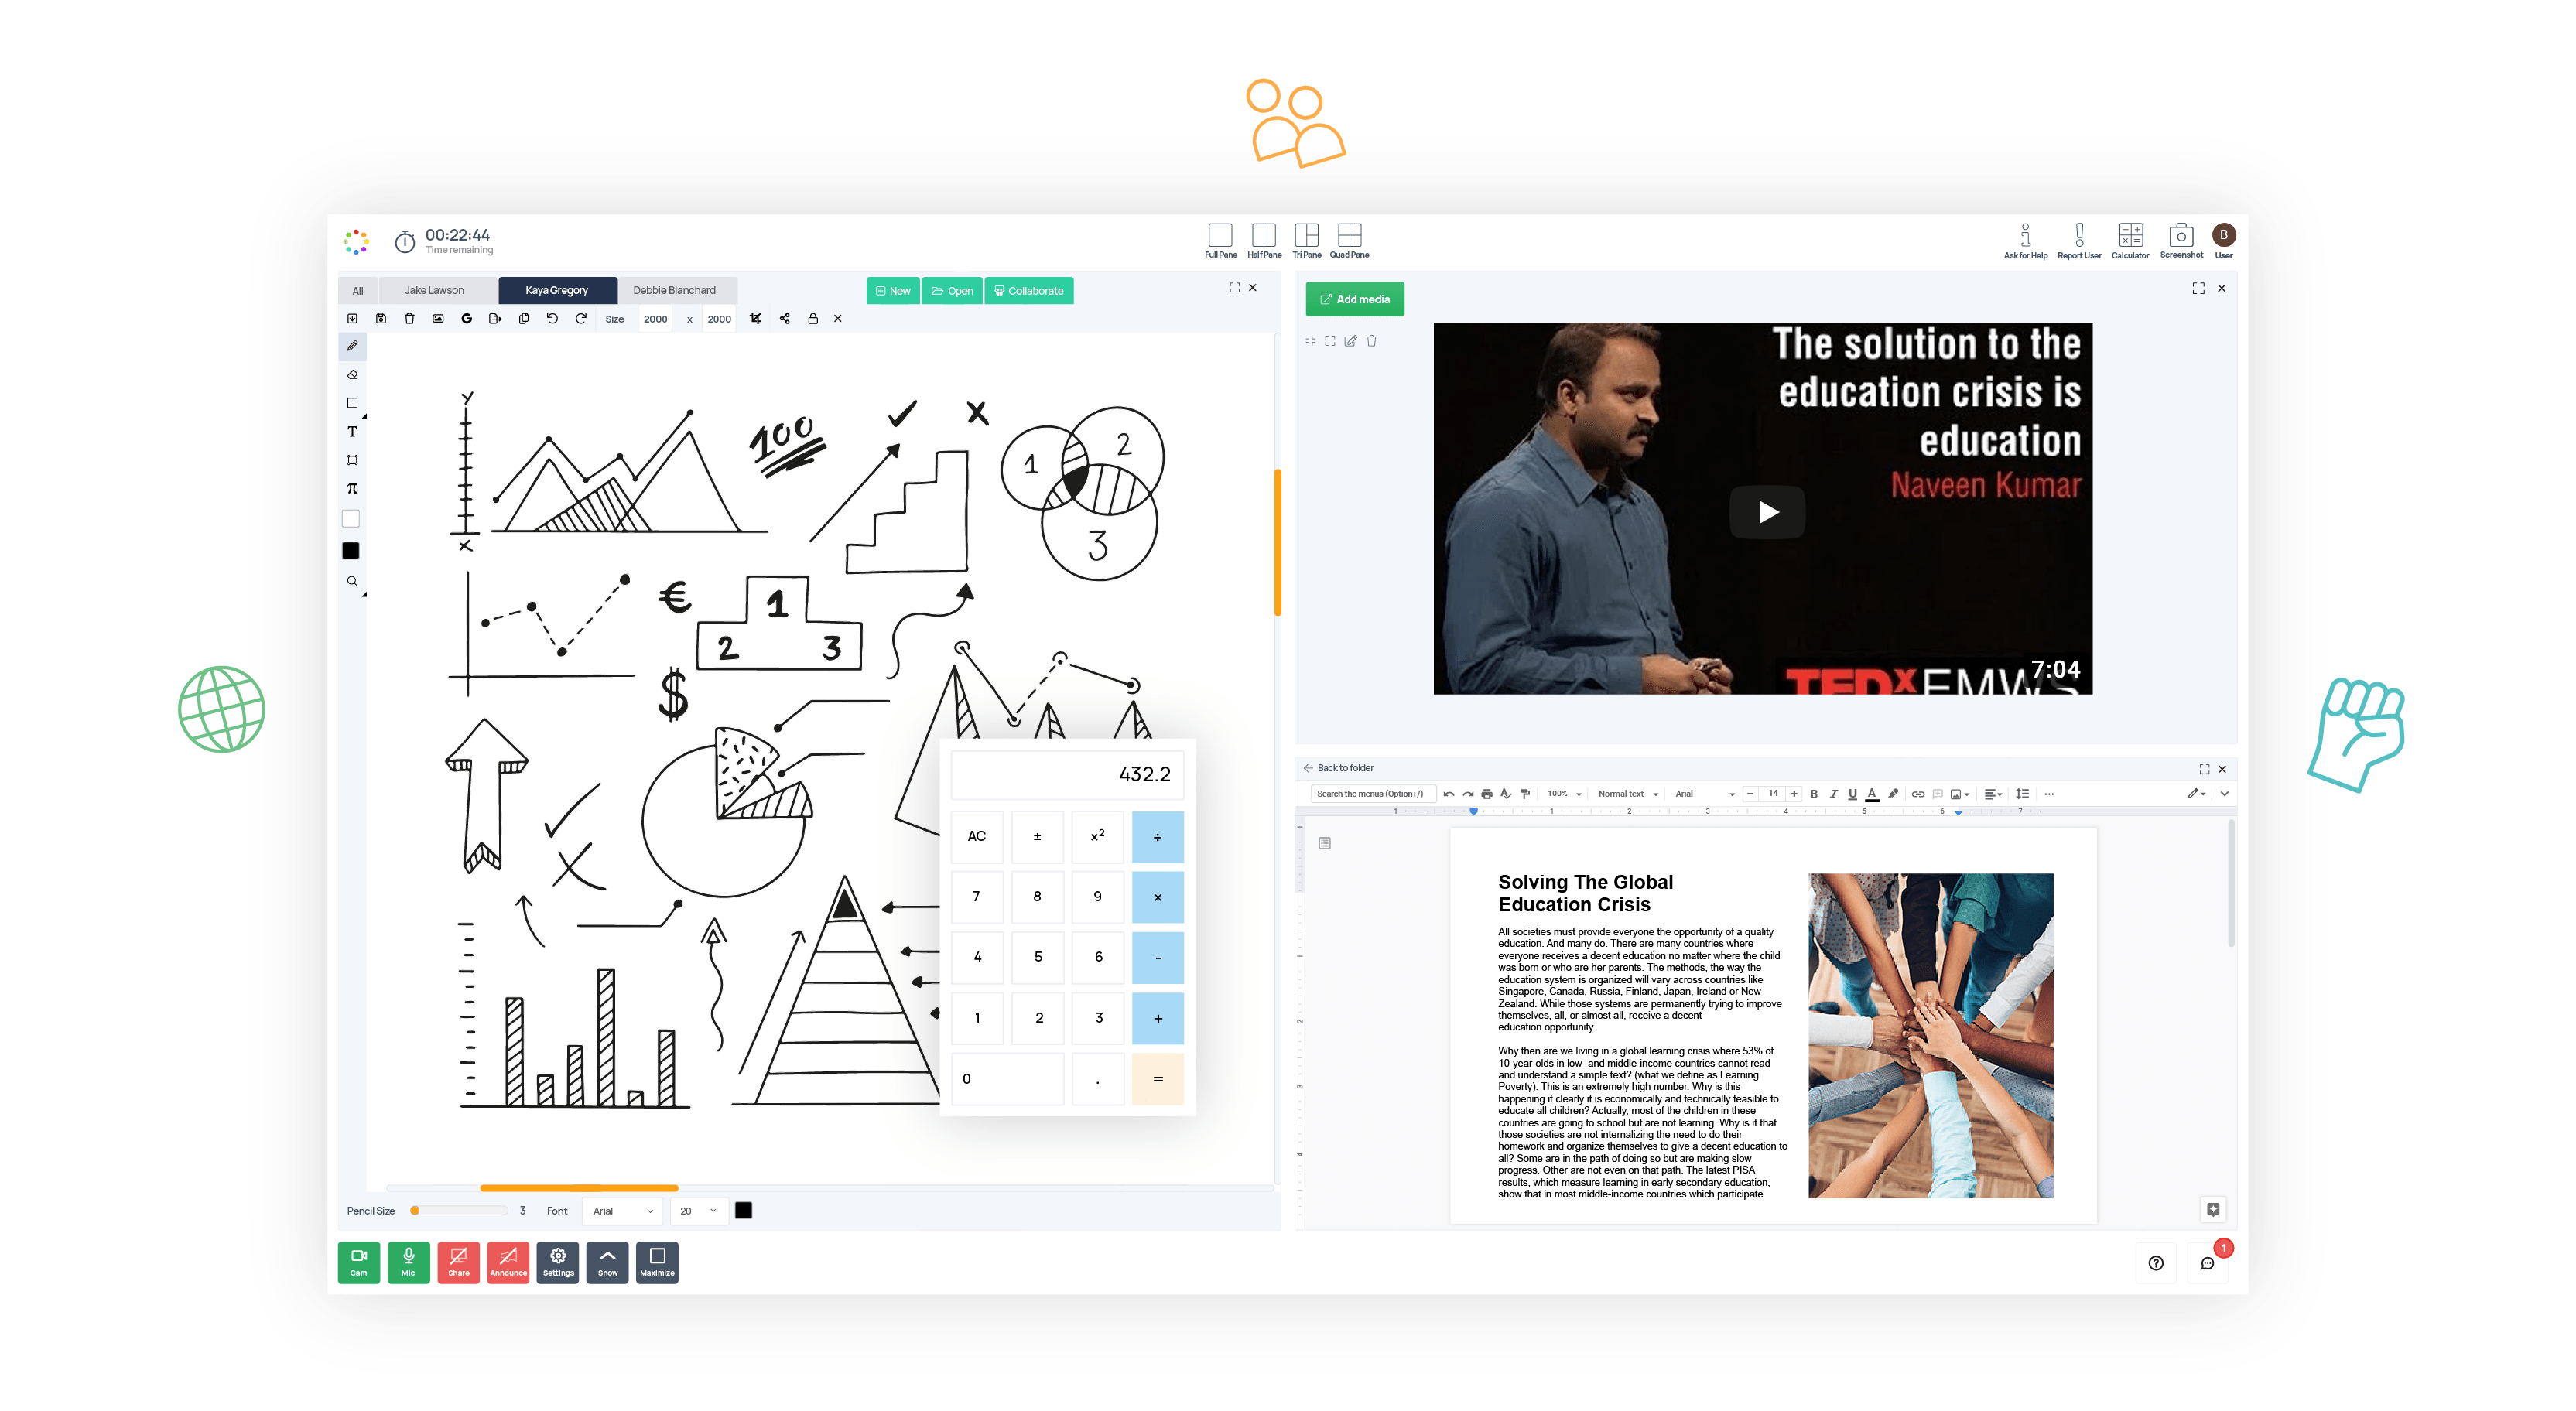 00:22:44
Time remaining
Full Pane
Half Pane
Tri Pane
Quad Pane
Ask for Help
Report User
Calculator
Screenshot
B
User
All
Jake Lawson
Kaya Gregory
Debbie Blanchard
New
Open
Collaborate
Size
2000
x
2000
T
π
Y
X
100
1
2
3
€
1
2
3
$
432.2
AC
±
x²
÷
7
8
9
×
4
5
6
-
1
2
3
+
0
.
=
Pencil Size
3
Font
Arial
20
Cam
Mic
Share
Announce
Settings
Show
Maximize
Add media
The solution to the
education crisis is
education
Naveen Kumar
TEDxEMWS
7:04
Back to folder
Search the menus (Option+/)
100%
Normal text
Arial
14
B
I
U
A
1
1
2
3
4
5
6
7
1
1
2
3
4
Solving The Global
Education Crisis
All societies must provide everyone the opportunity of a quality
education. And many do. There are many countries where
everyone receives a decent education no matter where the child
was born or who are her parents. The methods, the way the
education system is organized will vary across countries like
Singapore, Canada, Russia, Finland, Japan, Ireland or New
Zealand. While those systems are permanently trying to improve
themselves, all, or almost all, receive a decent
education opportunity.
Why then are we living in a global learning crisis where 53% of
10-year-olds in low- and middle-income countries cannot read
and understand a simple text? (what we define as Learning
Poverty). This is an extremely high number. Why is this
happening if clearly it is economically and technically feasible to
educate all children? Actually, most of the children in these
countries are going to school but are not learning. Why is it that
those societies are not internalizing the need to do their
homework and organize themselves to give a decent education to
all? Some are in the path of doing so but are making slow
progress. Other are not even on that path. The latest PISA
results, which measure learning in early secondary education,
show that in most middle-income countries which participate
1